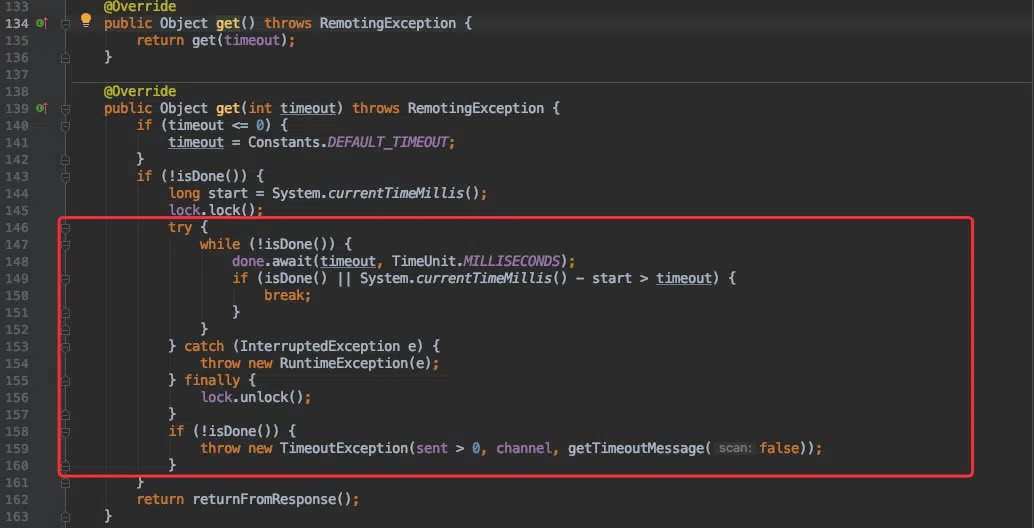 133 @Override
134 public Object get() throws RemotingException {
135 return get(timeout);
136 }
137
138 @Override
139 public Object get(int timeout) throws RemotingException {
140 if (timeout <= 0) {
141 timeout = Constants.DEFAULT_TIMEOUT;
142 }
143 if (!isDone()) {
144 long start = System.currentTimeMillis();
145 lock.lock();
146 try {
147 while (!isDone()) {
148 done.await(timeout, TimeUnit.MILLISECONDS);
149 if (isDone() || System.currentTimeMillis() - start > timeout) {
150 break;
151 }
152 }
153 } catch (InterruptedException e) {
154 throw new RuntimeException(e);
155 } finally {
156 lock.unlock();
157 }
158 if (!isDone()) {
159 throw new TimeoutException(sent > 0, channel, getTimeoutMessage( scan: false));
160 }
161 }
162 return returnFromResponse();
163 }